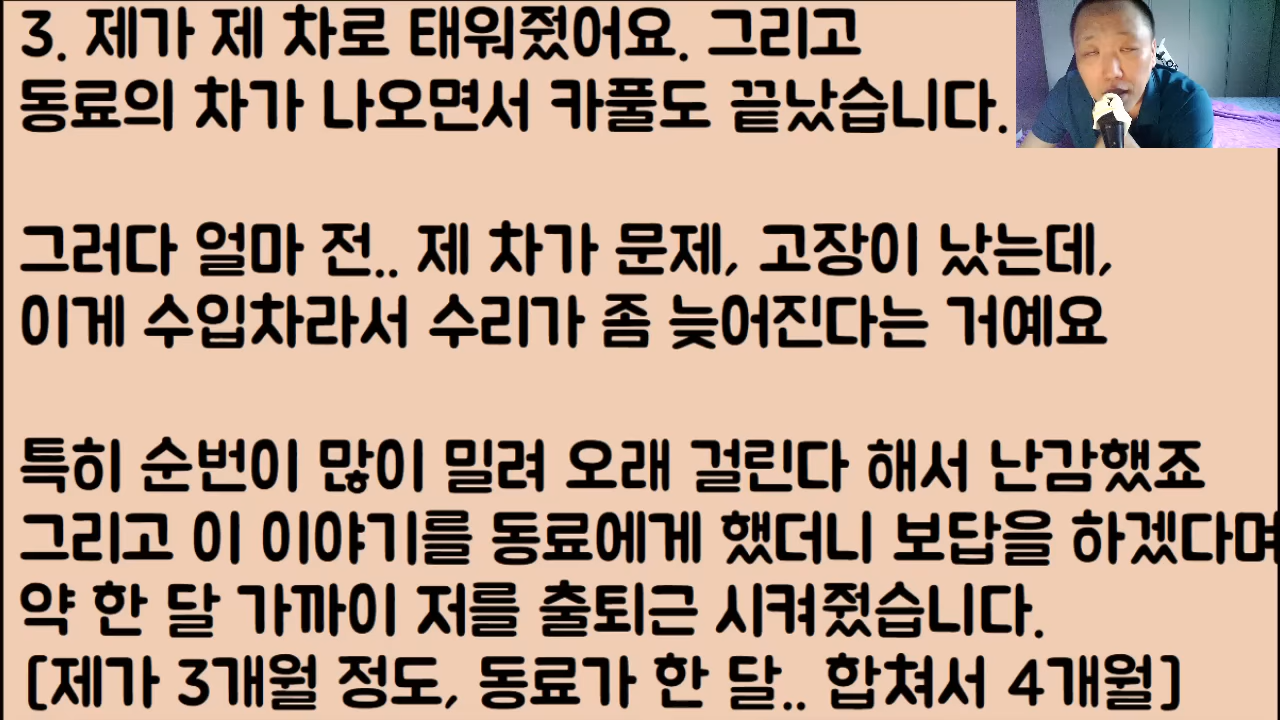 3. 제가 제 차로 태워줬어요. 그리고
동료의 차가 나오면서 카풀도 끝났습니다.
그러다 얼마 전.. 제 차가 문제, 고장이 났는데,
이게 수입차라서 수리가 좀 늦어진다는 거예요
특히 순번이 많이 밀려 오래 걸린다 해서 난감했죠
그리고 이 이야기를 동료에게 했더니 보답을 하겠다며
약 한 달 가까이 저를 출퇴근 시켜줬습니다.
[제가 3개월 정도, 동료가 한 달.. 합쳐서 4개월]